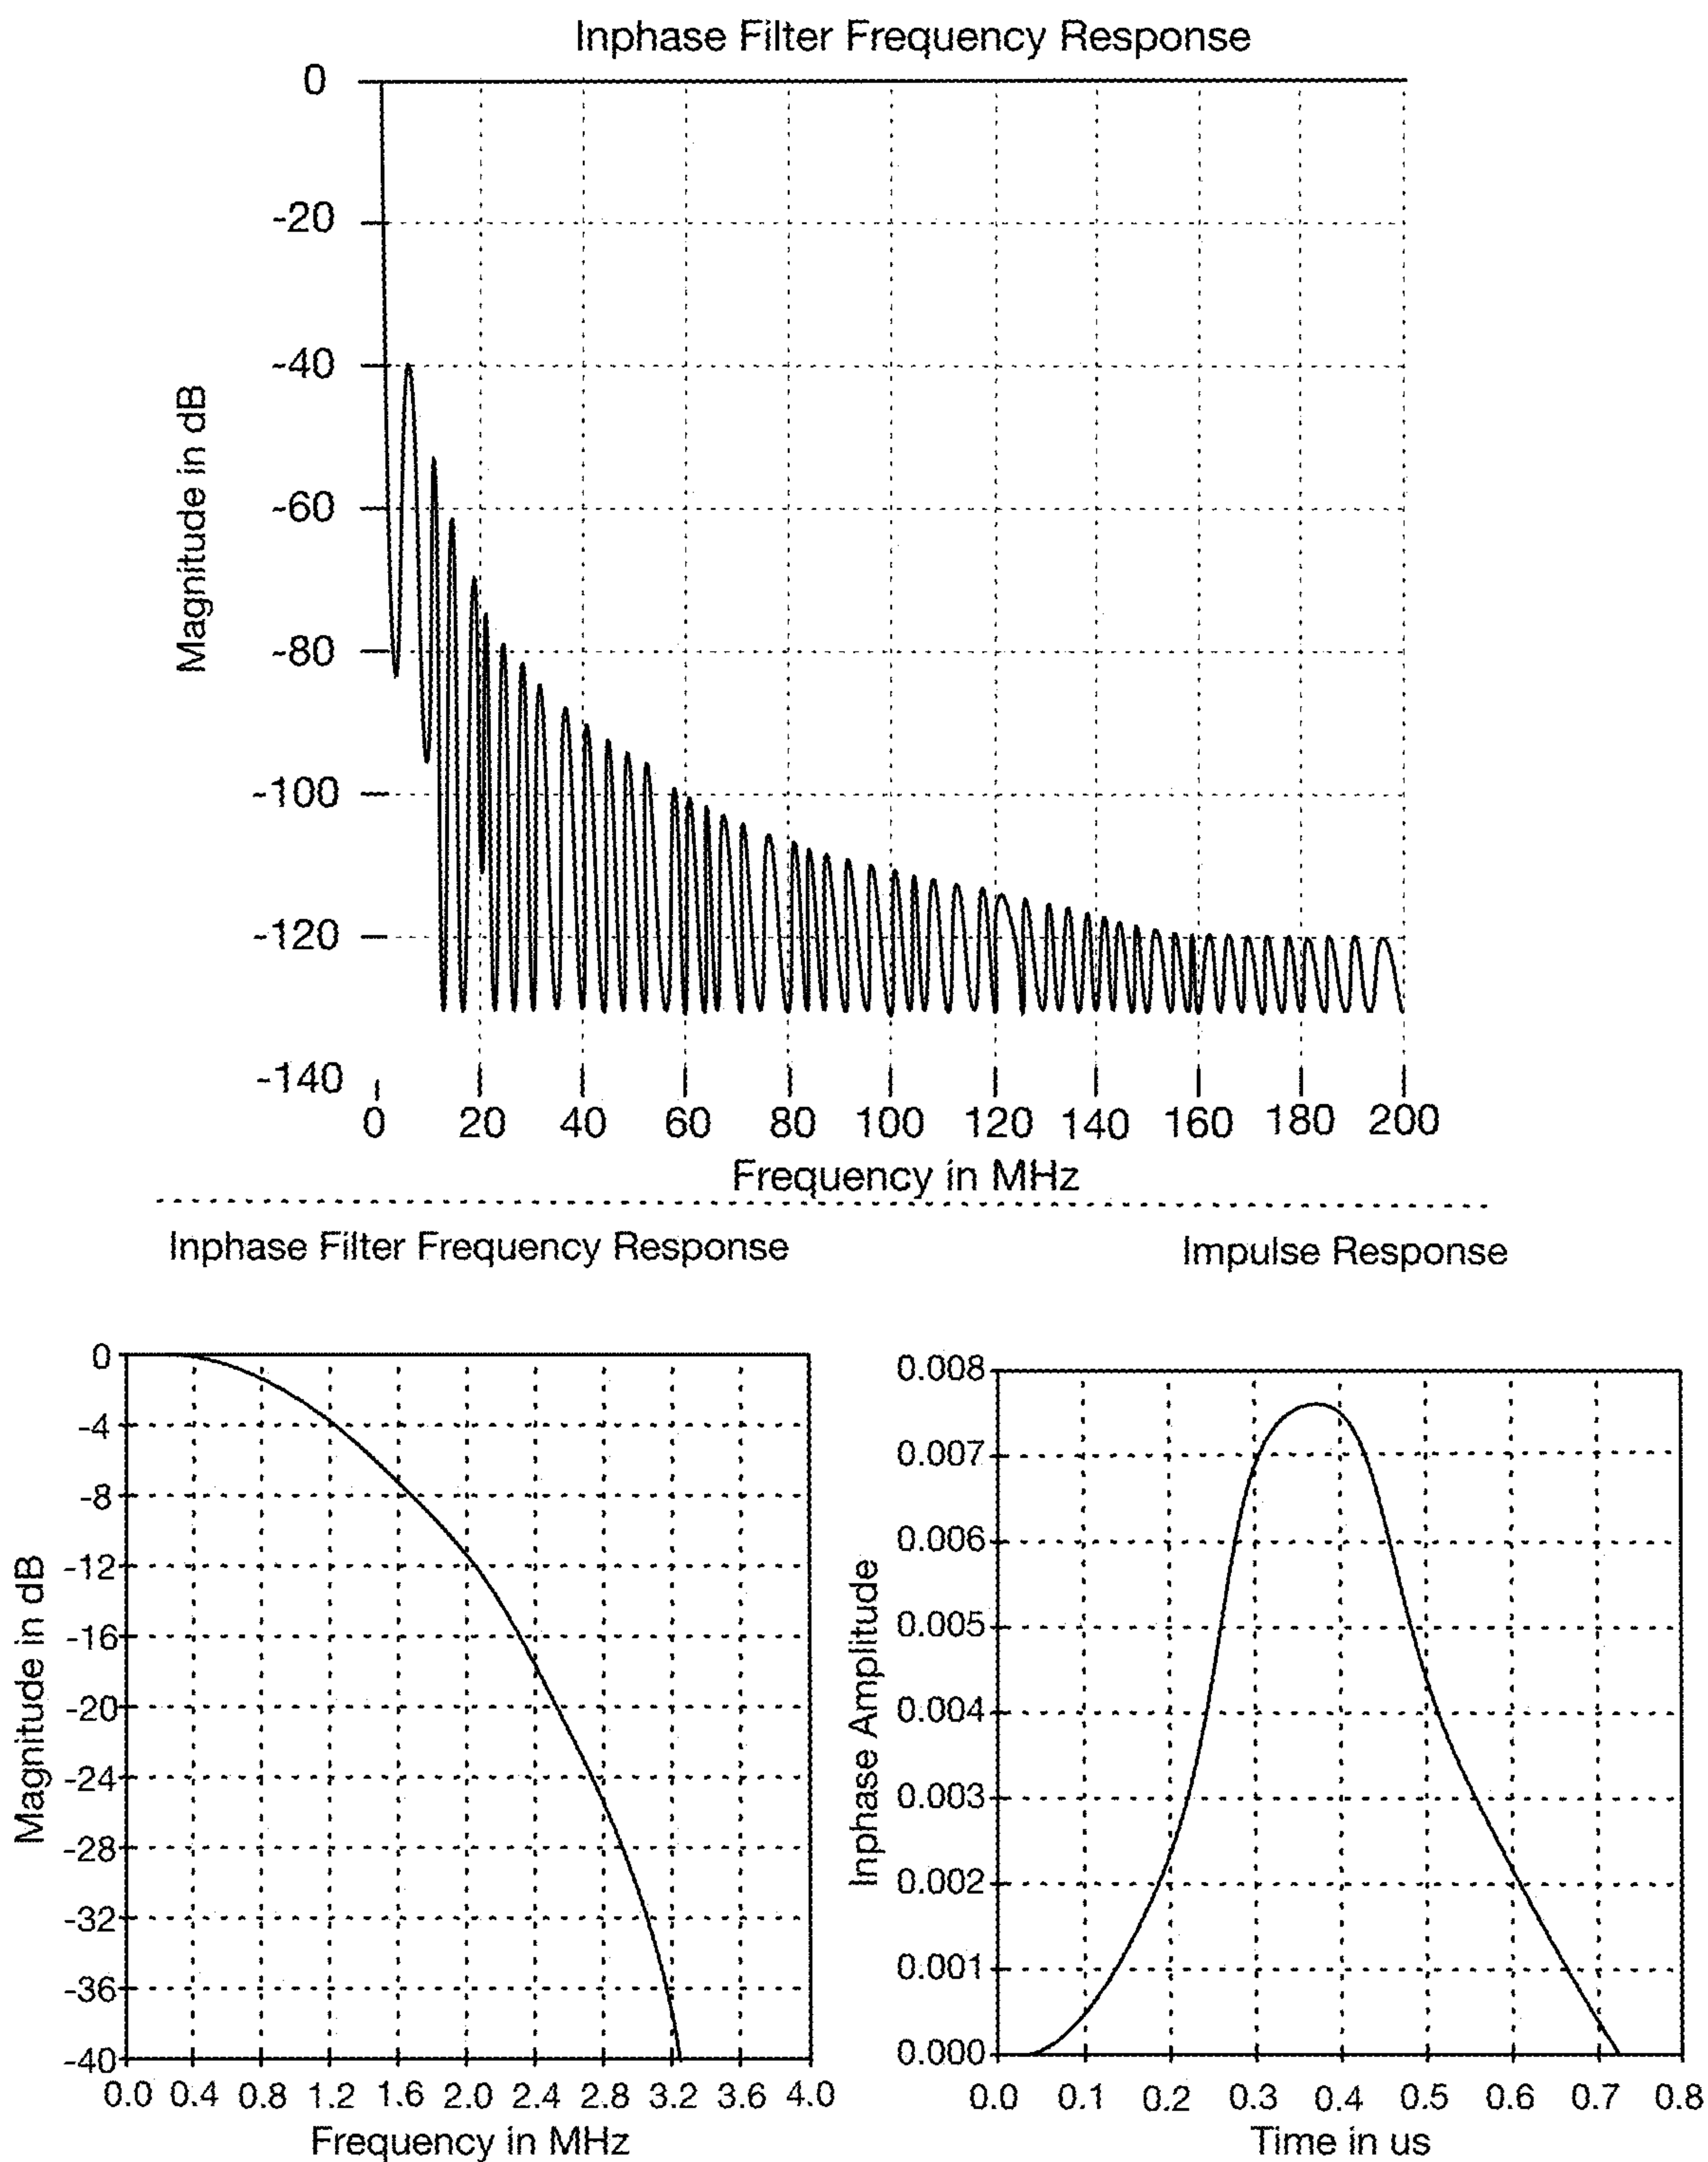 Inphase Filter Frequency Response
0
-20
-40
-60
-80
-100
-120
-140
Magnitude in dB
0 20 40 60 80 100 120 140 160 180 200
Frequency in MHz
Inphase Filter Frequency Response
0
-4
-8
-12
-16
-20
-24
-28
-32
-36
-40
Magnitude in dB
0.0 0.4 0.8 1.2 1.6 2.0 2.4 2.8 3.2 3.6 4.0
Frequency in MHz
Impulse Response
0.008
0.007
0.006
0.005
0.004
0.003
0.002
0.001
0.000
Inphase Amplitude
0.0 0.1 0.2 0.3 0.4 0.5 0.6 0.7 0.8
Time in us